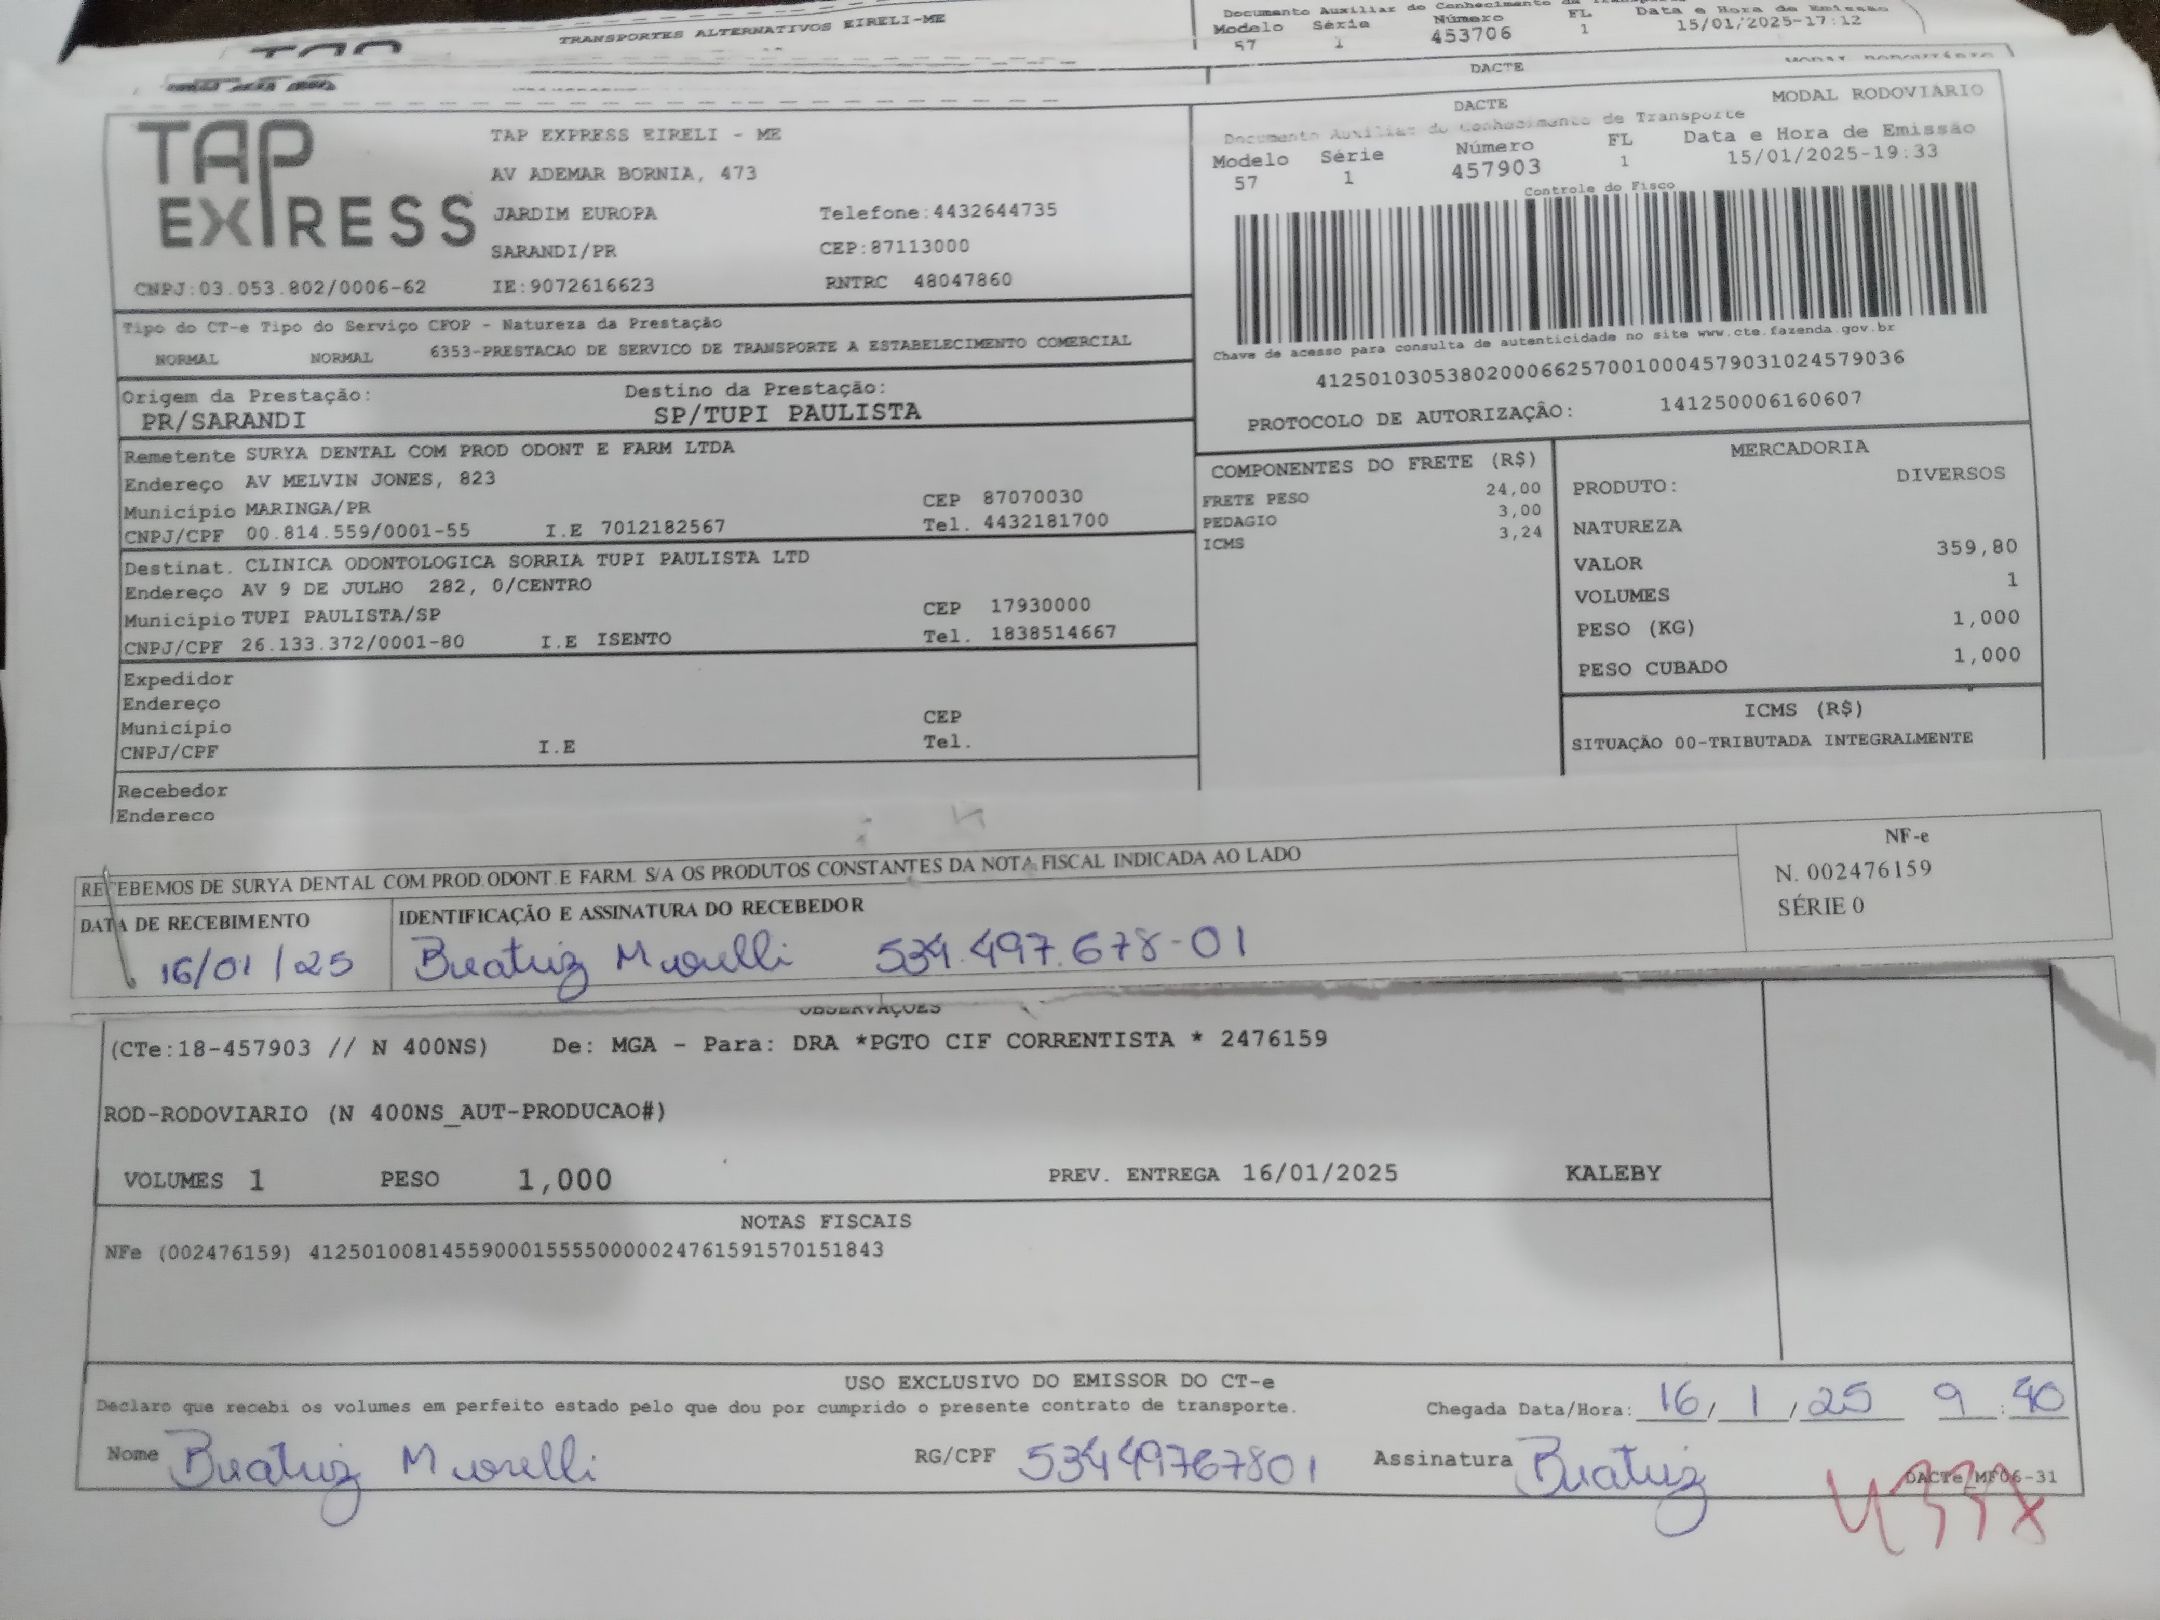 TRANSPORTES ALTERNATIVOS EIRELI-ME
Modelo Série Número FL Data e Hora de Emissão
57 1 453706 1 15/01/2025-17:12
DACTE
TAP EXPRESS
TAP EXPRESS EIRELI - ME
AV ADEMAR BORNIA, 473
JARDIM EUROPA Telefone:4432644735
SARANDI/PR CEP:87113000
CNPJ:03.053.802/0006-62 IE:9072616623 RNTRC 48047860
DACTE MODAL RODOVIARIO
Documento Auxiliar do Conhecimento de Transporte
Modelo Série Número FL Data e Hora de Emissão
57 1 457903 1 15/01/2025-19:33
Controle do Fisco
Chave de acesso para consulta de autenticidade no site www.cte.fazenda.gov.br
41250103053802000662570010004579031024579036
PROTOCOLO DE AUTORIZAÇÃO: 141250006160607
Tipo do CT-e Tipo do Serviço CFOP - Natureza da Prestação
NORMAL NORMAL 6353-PRESTACAO DE SERVICO DE TRANSPORTE A ESTABELECIMENTO COMERCIAL
Origem da Prestação: Destino da Prestação:
PR/SARANDI SP/TUPI PAULISTA
Remetente SURYA DENTAL COM PROD ODONT E FARM LTDA
Endereço AV MELVIN JONES, 823
Município MARINGA/PR CEP 87070030
CNPJ/CPF 00.814.559/0001-55 I.E 7012182567 Tel. 4432181700
Destinat. CLINICA ODONTOLOGICA SORRIA TUPI PAULISTA LTD
Endereço AV 9 DE JULHO 282, 0/CENTRO
Município TUPI PAULISTA/SP CEP 17930000
CNPJ/CPF 26.133.372/0001-80 I.E ISENTO Tel. 1838514667
Expedidor
Endereço
Município CEP
CNPJ/CPF I.E Tel.
Recebedor
Endereco
COMPONENTES DO FRETE (R$)
FRETE PESO 24,00
PEDAGIO 3,00
ICMS 3,24
MERCADORIA
PRODUTO: DIVERSOS
NATUREZA
VALOR 359,80
VOLUMES 1
PESO (KG) 1,000
PESO CUBADO 1,000
ICMS (R$)
SITUAÇÃO 00-TRIBUTADA INTEGRALMENTE
RECEBEMOS DE SURYA DENTAL COM.PROD.ODONT.E FARM. S/A OS PRODUTOS CONSTANTES DA NOTA FISCAL INDICADA AO LADO
NF-e
N. 002476159
SÉRIE 0
DATA DE RECEBIMENTO IDENTIFICAÇÃO E ASSINATURA DO RECEBEDOR
16/01/25 Beatriz Murelli 534.497.678-01
OBSERVAÇOES
(CTe:18-457903 // N 400NS) De: MGA - Para: DRA *PGTO CIF CORRENTISTA * 2476159
ROD-RODOVIARIO (N 400NS_AUT-PRODUCAO#)
VOLUMES 1 PESO 1,000 PREV. ENTREGA 16/01/2025 KALEBY
NOTAS FISCAIS
NFe (002476159) 41250100814559000155550000024761591570151843
USO EXCLUSIVO DO EMISSOR DO CT-e
Declaro que recebi os volumes em perfeito estado pelo que dou por cumprido o presente contrato de transporte. Chegada Data/Hora: 16/1/25 9:40
Nome Beatriz Murelli RG/CPF 53449767801 Assinatura Beatriz
DACTe_MF06-31